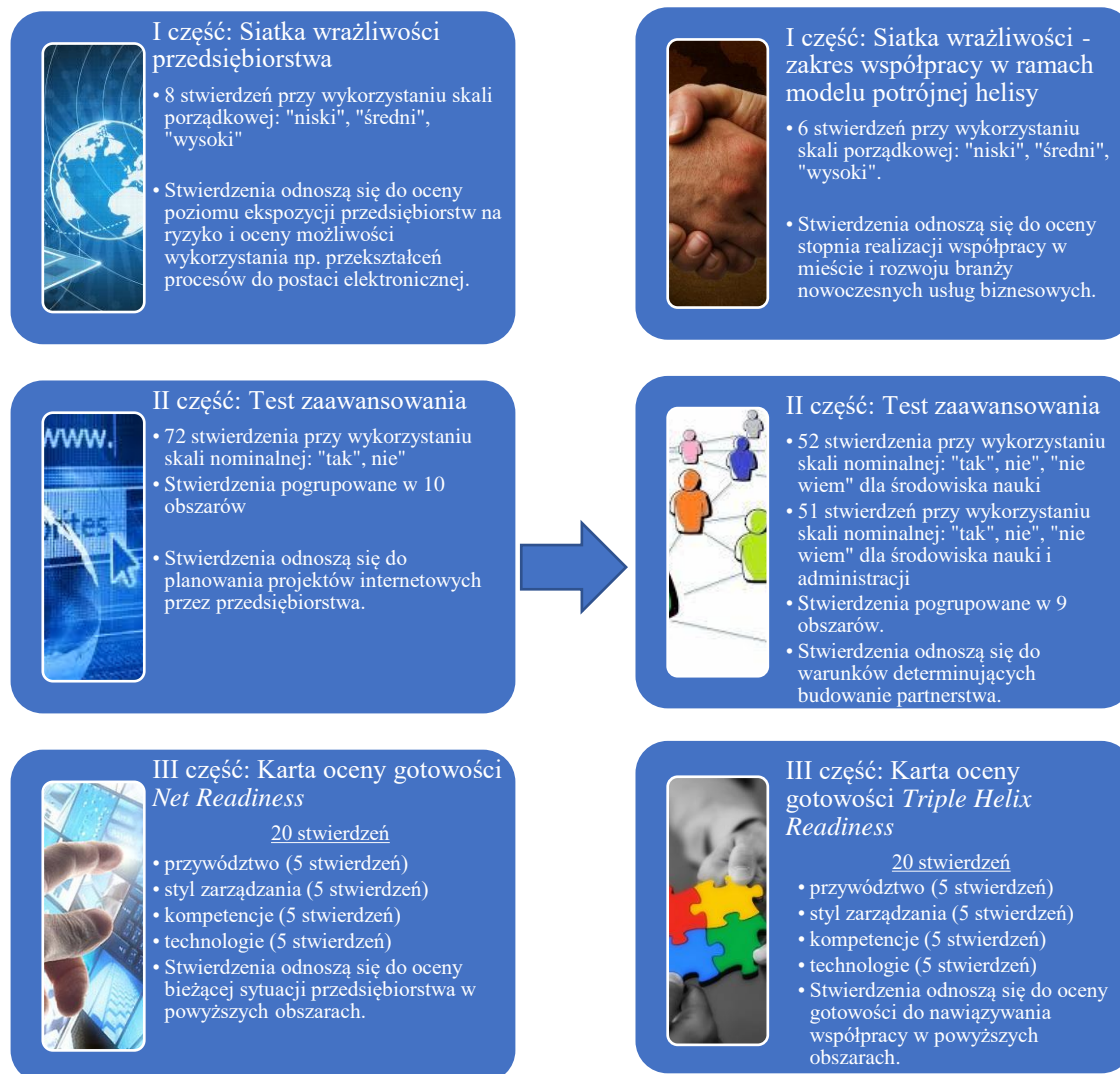 I część: Siatka wrażliwości
przedsiębiorstwa
• 8 stwierdzeń przy wykorzystaniu skali
porządkowej: "niski", "średni",
"wysoki"
• Stwierdzenia odnoszą się do oceny
poziomu ekspozycji przedsiębiorstw na
ryzyko i oceny możliwości
wykorzystania np. przekształceń
procesów do postaci elektronicznej.
I część: Siatka wrażliwości -
zakres współpracy w ramach
modelu potrójnej helisy
• 6 stwierdzeń przy wykorzystaniu
skali porządkowej: "niski", "średni",
"wysoki".
• Stwierdzenia odnoszą się do oceny
stopnia realizacji współpracy w
mieście i rozwoju branży
nowoczesnych usług biznesowych.
www.
ites
II część: Test zaawansowania
• 72 stwierdzenia przy wykorzystaniu
skali nominalnej: "tak", nie"
• Stwierdzenia pogrupowane w 10
obszarów
• Stwierdzenia odnoszą się do
planowania projektów internetowych
przez przedsiębiorstwa.
II część: Test zaawansowania
• 52 stwierdzenia przy wykorzystaniu
skali nominalnej: "tak", nie", "nie
wiem" dla środowiska nauki
• 51 stwierdzeń przy wykorzystaniu
skali nominalnej: "tak", nie", "nie
wiem" dla środowiska nauki i
administracji
• Stwierdzenia pogrupowane w 9
obszarów.
• Stwierdzenia odnoszą się do
warunków determinujących
budowanie partnerstwa.
III część: Karta oceny gotowości
Net Readiness
20 stwierdzeń
• przywództwo (5 stwierdzeń)
• styl zarządzania (5 stwierdzeń)
• kompetencje (5 stwierdzeń)
• technologie (5 stwierdzeń)
• Stwierdzenia odnoszą się do oceny
bieżącej sytuacji przedsiębiorstwa w
powyższych obszarach.
III część: Karta oceny
gotowości Triple Helix
Readiness
20 stwierdzeń
• przywództwo (5 stwierdzeń)
• styl zarządzania (5 stwierdzeń)
• kompetencje (5 stwierdzeń)
• technologie (5 stwierdzeń)
• Stwierdzenia odnoszą się do oceny
gotowości do nawiązywania
współpracy w powyższych
obszarach.